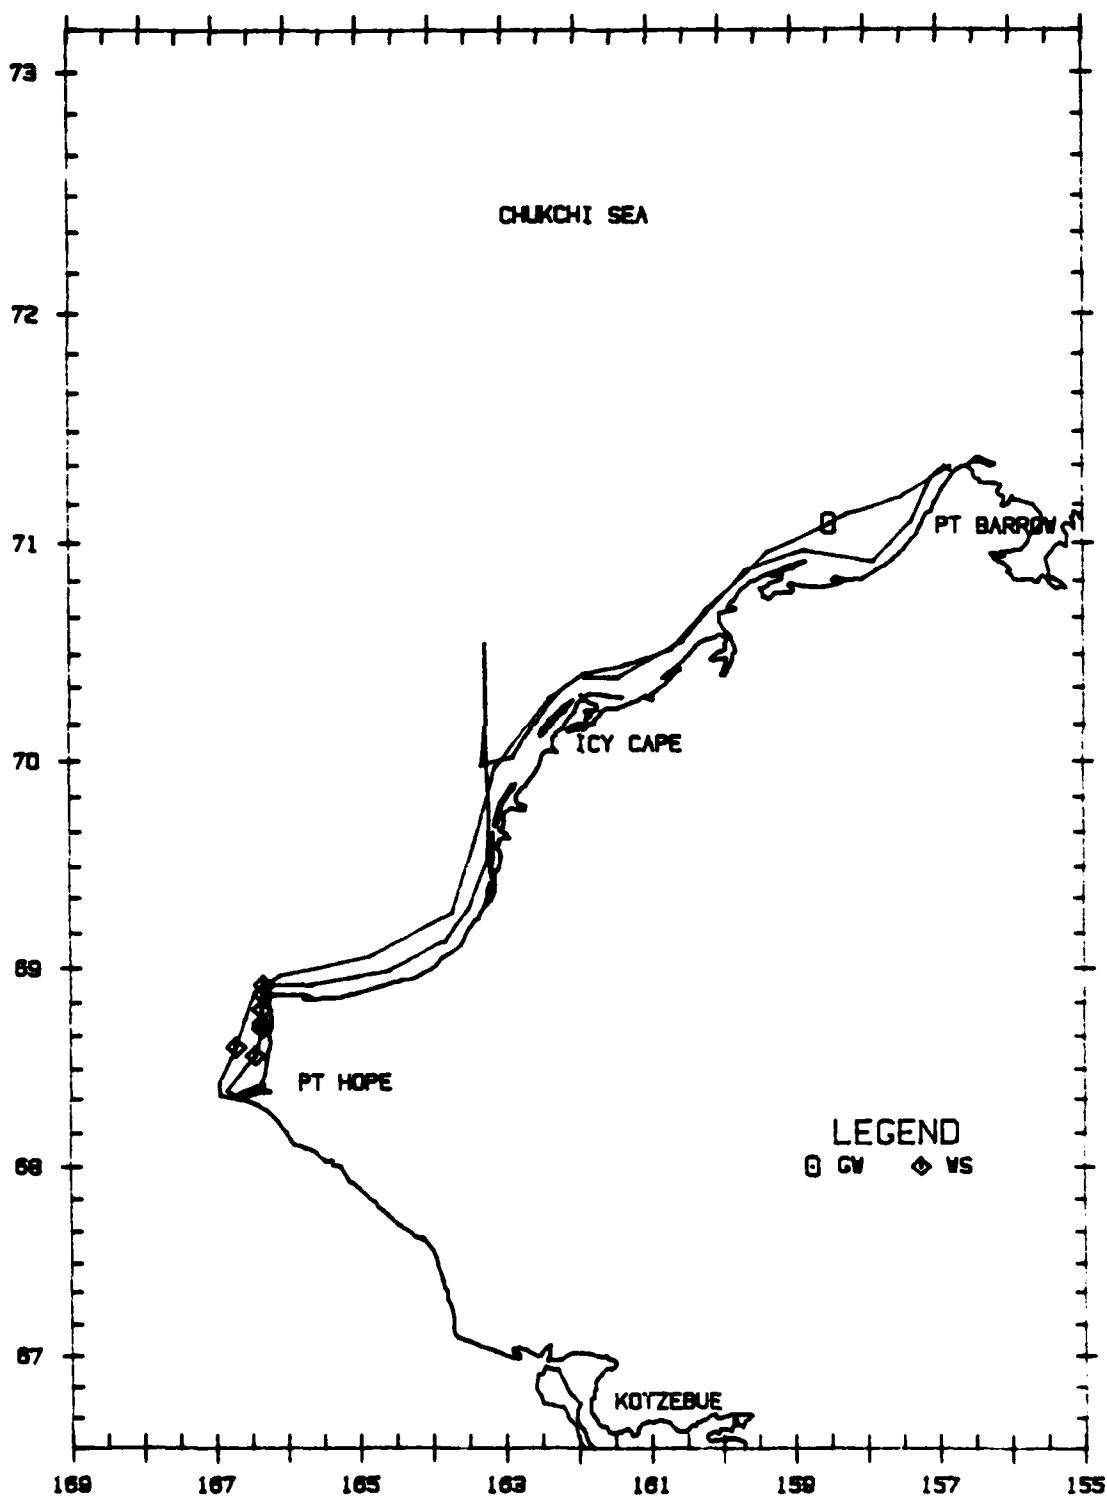 73
CHUKCHI SEA
72
71
PT BARROW
ICY CAPE
70
69
PT HOPE
LEGEND
68
GW WS
67
KOTZEBUE
169 167 165 163 161 159 157 155